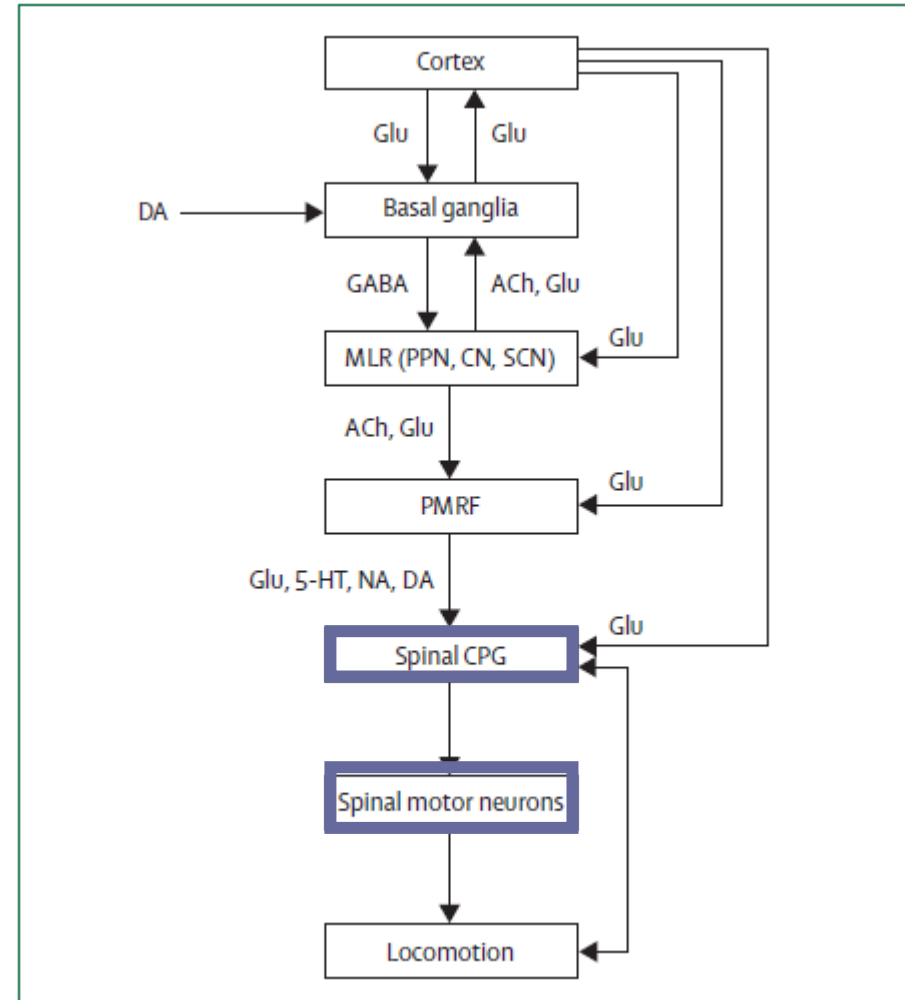 Cortex
Glu
Glu
Basal ganglia
DA
GABA
ACh, Glu
MLR (PPN, CN, SCN)
Glu
ACh, Glu
PMRF
Glu
Glu, 5-HT, NA, DA
Glu
Spinal CPG
Spinal motor neurons
Locomotion